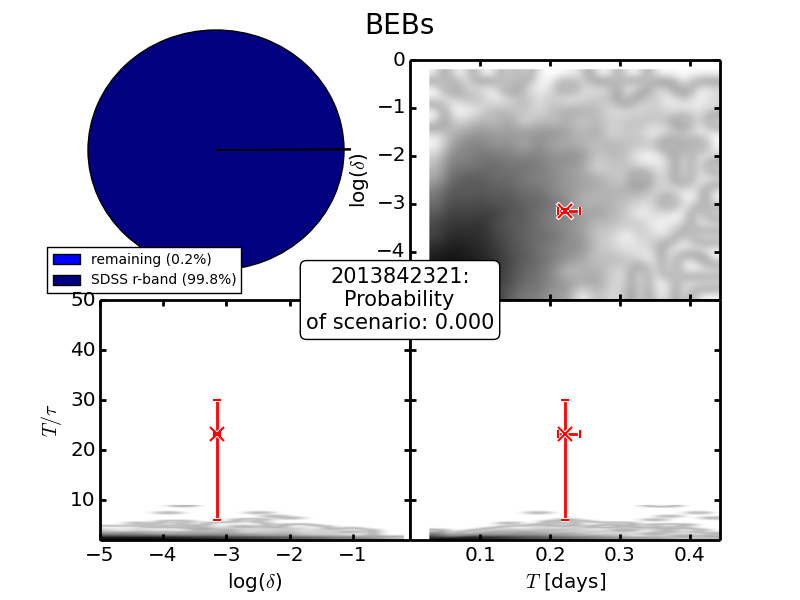 BEBs
0
−1
−2
−3
−4
log(δ)
remaining (0.2%)
SDSS r-band (99.8%)
2013842321:
Probability
of scenario: 0.000
50
40
30
20
10
T/τ
−5 −4 −3 −2 −1
log(δ)
0.1 0.2 0.3 0.4
T [days]